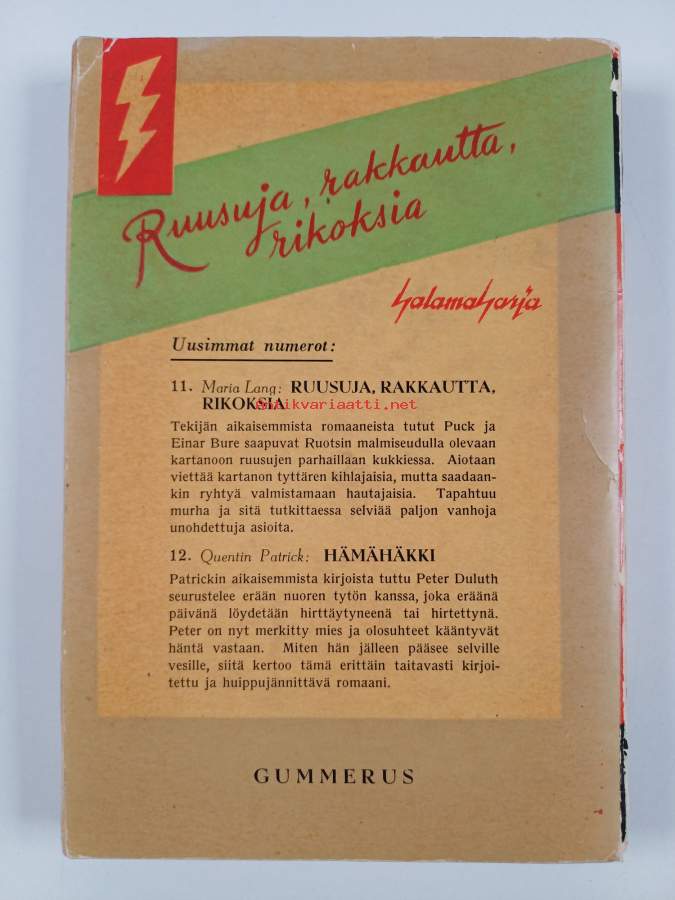 Ruusuja, rakkautta,
rikoksia
Salamasarja
Uusimmat numerot:
11. Maria Lang: RUUSUJA, RAKKAUTTA,
RIKOKSIA
antikvariaatti.net
Tekijän aikaisemmista romaaneista tutut Puck ja
Einar Bure saapuvat Ruotsin malmiseudulla olevaan
kartanoon ruusujen parhaillaan kukkiessa. Aiotaan
viettää kartanon tyttären kihlajaisia, mutta saadaan-
kin ryhtyä valmistamaan hautajaisia. Tapahtuu
murha ja sitä tutkittaessa selviää paljon vanhoja
unohdettuja asioita.
12. Quentin Patrick: HÄMÄHÄKKI
Patrickin aikaisemmista kirjoista tuttu Peter Duluth
seurustelee erään nuoren tytön kanssa, joka eräänä
päivänä löydetään hirttäytyneenä tai hirtettynä.
Peter on nyt merkitty mies ja olosuhteet kääntyvät
häntä vastaan. Miten hän jälleen pääsee selville
vesille, siitä kertoo tämä erittäin taitavasti kirjoi-
tettu ja huippujännittävä romaani.
GUMMERUS